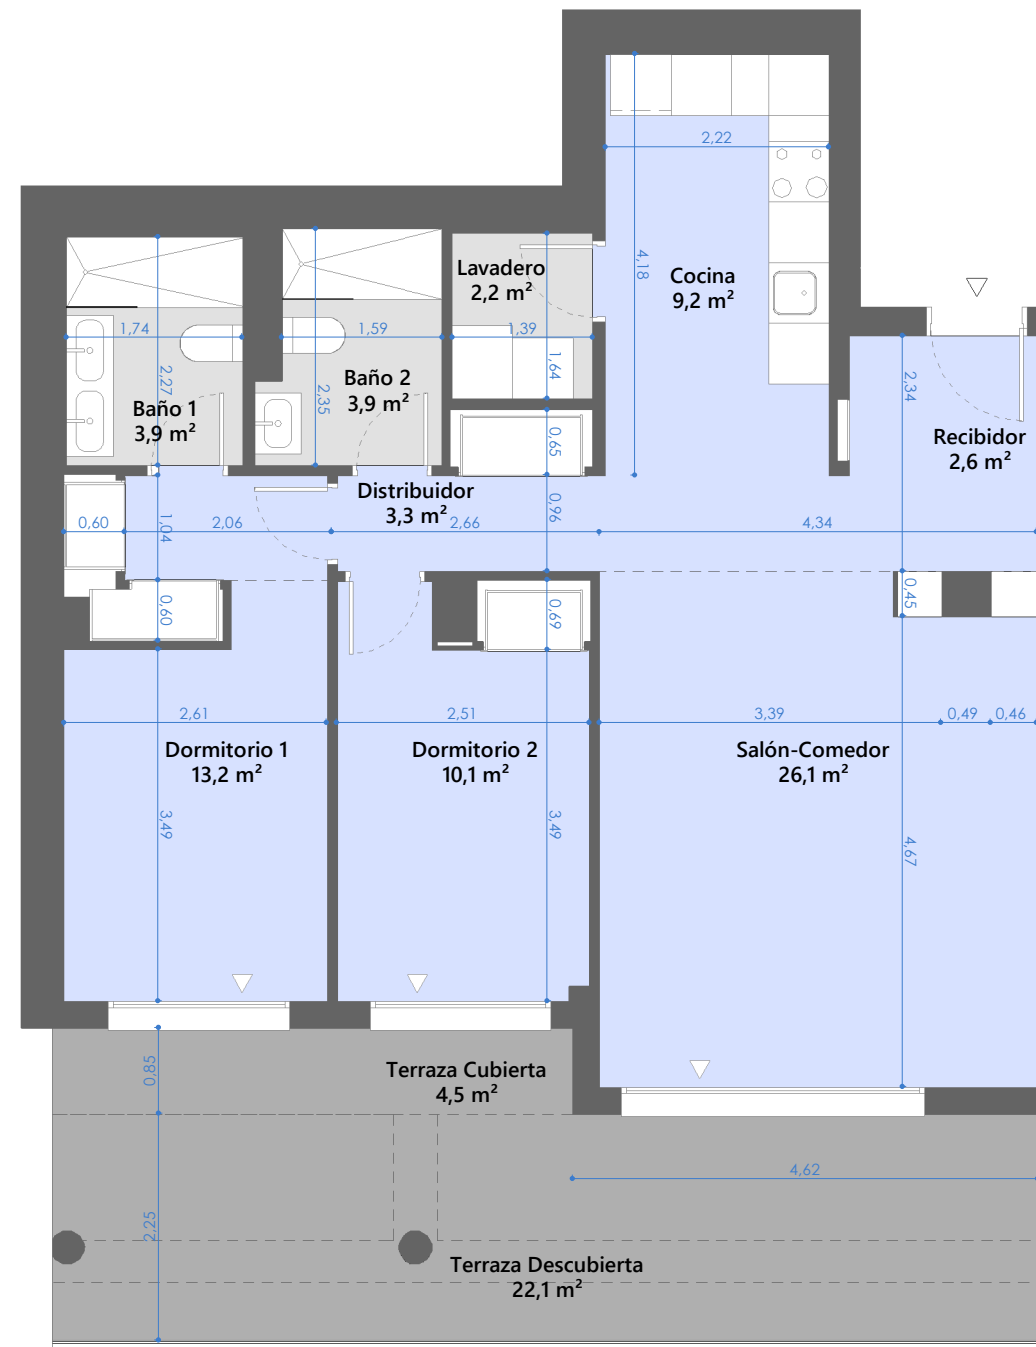 2,22
4,18
Cocina
9,2 m²
Lavadero
2,2 m²
1,39
1,64
1,74
2,27
Baño 1
3,9 m²
1,59
2,35
Baño 2
3,9 m²
2,34
Recibidor
2,6 m²
0,65
Distribuidor
3,3 m²
0,60
1,04
2,06
2,66
0,96
4,34
0,60
0,69
0,45
2,61
2,51
3,39
0,49
0,46
Dormitorio 1
13,2 m²
Dormitorio 2
10,1 m²
Salón-Comedor
26,1 m²
3,49
3,49
4,67
0,85
Terraza Cubierta
4,5 m²
4,62
2,25
Terraza Descubierta
22,1 m²